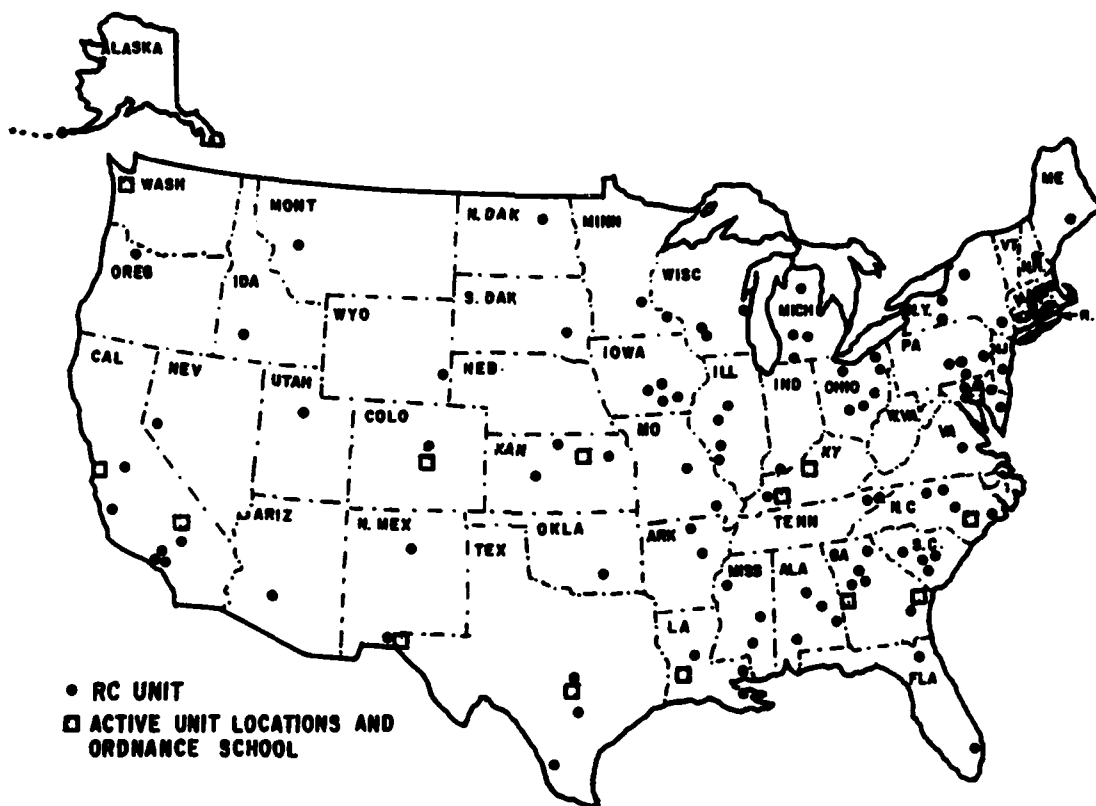 ALASKA
WASH
MONT
N. DAK
MINN
ME
OREG
IDA
S. DAK
WISC
MICH
VT.
WYO
PA
CAL
NEV
UTAH
NEB
IOWA
ILL
IND
OHIO
COLO
W.VA
VA
KAN
MO
KY
ARIZ
N. MEX
TEX
OKLA
ARK
TENN
N.C
S.C.
MISS
ALA
GA
LA
FLA
● RC UNIT
ACTIVE UNIT LOCATIONS AND
ORDNANCE SCHOOL